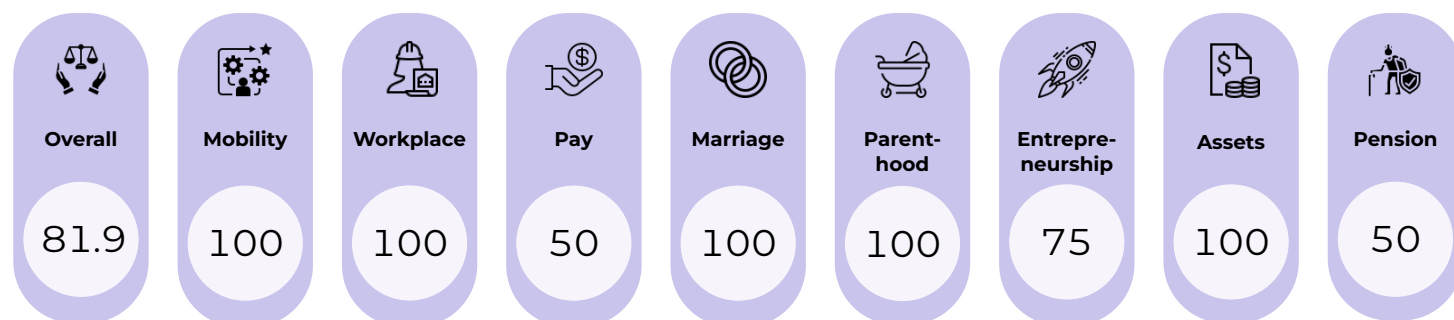 $
$
Overall
Mobility
Workplace
Pay
Marriage
Parent-
hood
Entrepre-
neurship
Assets
Pension
81.9
100
100
50
100
100
75
100
50